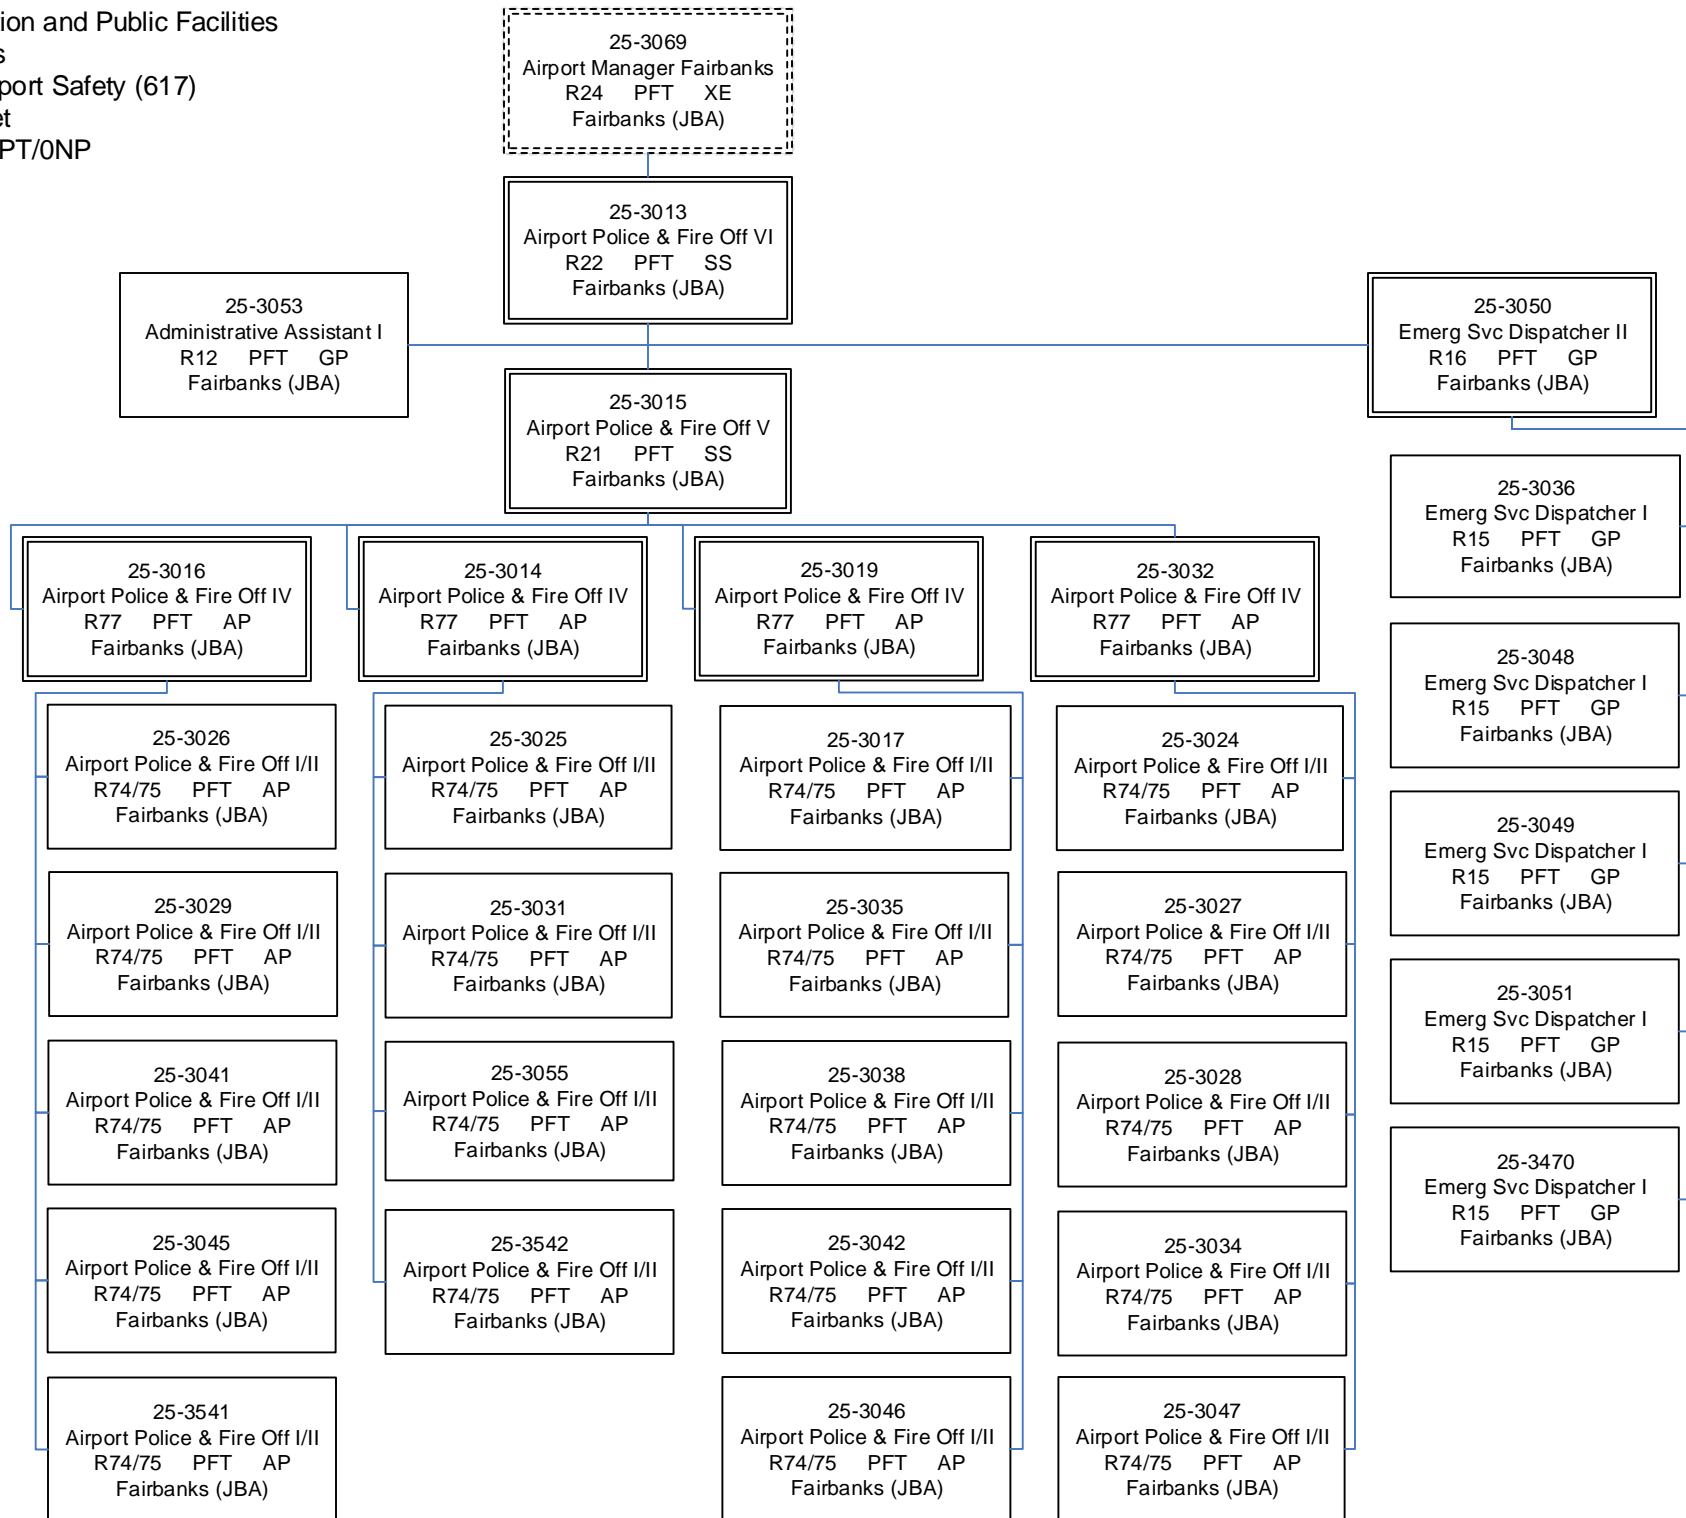 ion and Public Facilities
s
port Safety (617)
et
PT/0NP
25-3069
Airport Manager Fairbanks
R24 PFT XE
Fairbanks (JBA)
25-3013
Airport Police & Fire Off VI
R22 PFT SS
Fairbanks (JBA)
25-3053
Administrative Assistant I
R12 PFT GP
Fairbanks (JBA)
25-3050
Emerg Svc Dispatcher II
R16 PFT GP
Fairbanks (JBA)
25-3015
Airport Police & Fire Off V
R21 PFT SS
Fairbanks (JBA)
25-3016
Airport Police & Fire Off IV
R77 PFT AP
Fairbanks (JBA)
25-3014
Airport Police & Fire Off IV
R77 PFT AP
Fairbanks (JBA)
25-3019
Airport Police & Fire Off IV
R77 PFT AP
Fairbanks (JBA)
25-3032
Airport Police & Fire Off IV
R77 PFT AP
Fairbanks (JBA)
25-3026
Airport Police & Fire Off I/II
R74/75 PFT AP
Fairbanks (JBA)
25-3029
Airport Police & Fire Off I/II
R74/75 PFT AP
Fairbanks (JBA)
25-3041
Airport Police & Fire Off I/II
R74/75 PFT AP
Fairbanks (JBA)
25-3045
Airport Police & Fire Off I/II
R74/75 PFT AP
Fairbanks (JBA)
25-3541
Airport Police & Fire Off I/II
R74/75 PFT AP
Fairbanks (JBA)
25-3025
Airport Police & Fire Off I/II
R74/75 PFT AP
Fairbanks (JBA)
25-3031
Airport Police & Fire Off I/II
R74/75 PFT AP
Fairbanks (JBA)
25-3055
Airport Police & Fire Off I/II
R74/75 PFT AP
Fairbanks (JBA)
25-3542
Airport Police & Fire Off I/II
R74/75 PFT AP
Fairbanks (JBA)
25-3017
Airport Police & Fire Off I/II
R74/75 PFT AP
Fairbanks (JBA)
25-3035
Airport Police & Fire Off I/II
R74/75 PFT AP
Fairbanks (JBA)
25-3038
Airport Police & Fire Off I/II
R74/75 PFT AP
Fairbanks (JBA)
25-3042
Airport Police & Fire Off I/II
R74/75 PFT AP
Fairbanks (JBA)
25-3046
Airport Police & Fire Off I/II
R74/75 PFT AP
Fairbanks (JBA)
25-3024
Airport Police & Fire Off I/II
R74/75 PFT AP
Fairbanks (JBA)
25-3027
Airport Police & Fire Off I/II
R74/75 PFT AP
Fairbanks (JBA)
25-3028
Airport Police & Fire Off I/II
R74/75 PFT AP
Fairbanks (JBA)
25-3034
Airport Police & Fire Off I/II
R74/75 PFT AP
Fairbanks (JBA)
25-3047
Airport Police & Fire Off I/II
R74/75 PFT AP
Fairbanks (JBA)
25-3036
Emerg Svc Dispatcher I
R15 PFT GP
Fairbanks (JBA)
25-3048
Emerg Svc Dispatcher I
R15 PFT GP
Fairbanks (JBA)
25-3049
Emerg Svc Dispatcher I
R15 PFT GP
Fairbanks (JBA)
25-3051
Emerg Svc Dispatcher I
R15 PFT GP
Fairbanks (JBA)
25-3470
Emerg Svc Dispatcher I
R15 PFT GP
Fairbanks (JBA)